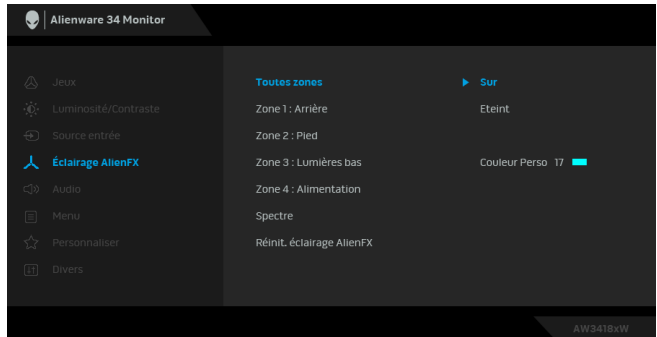 Alienware 34 Monitor
Jeux
Luminosité/Contraste
Source entrée
Éclairage AlienFX
Audio
Menu
Personnaliser
Divers
Toutes zones
Zone 1 : Arrière
Zone 2 : Pied
Zone 3 : Lumières bas
Zone 4 : Alimentation
Spectre
Réinit. éclairage AlienFX
Sur
Eteint
Couleur Perso 17
AW3418xW